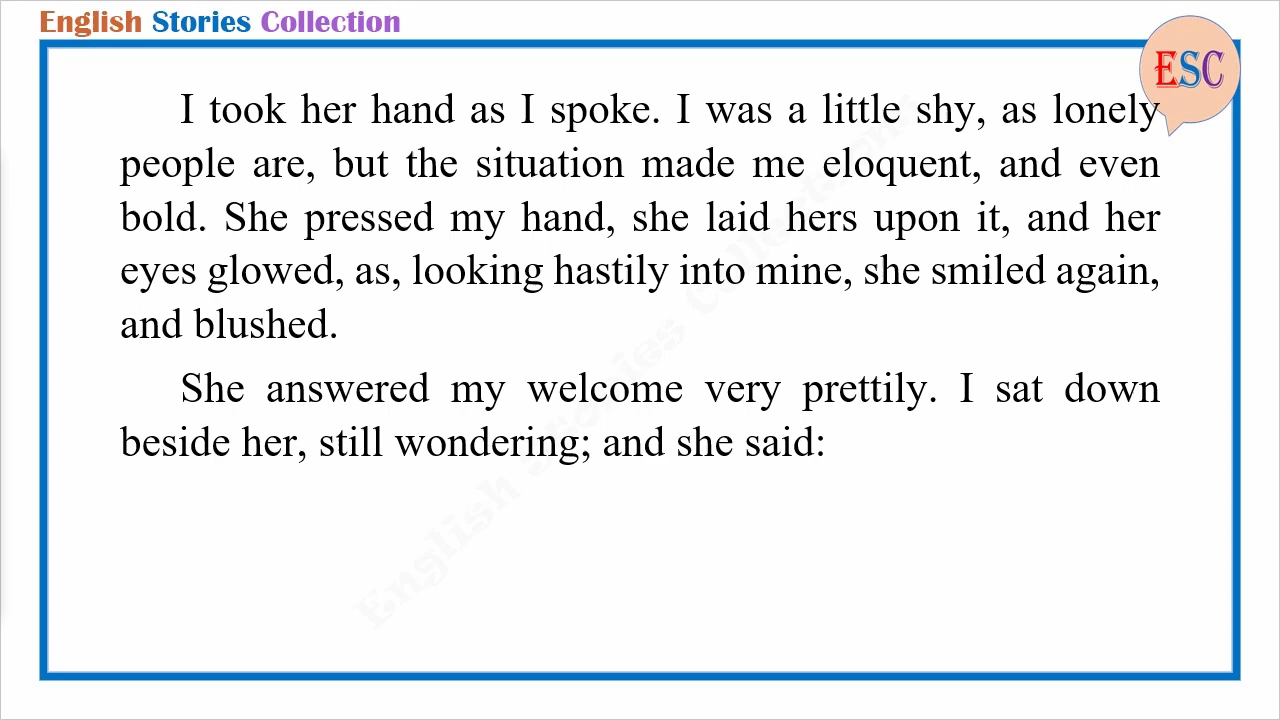 English Stories Collection
ESC
I took her hand as I spoke. I was a little shy, as lonely
people are, but the situation made me eloquent, and even
bold. She pressed my hand, she laid hers upon it, and her
eyes glowed, as, looking hastily into mine, she smiled again,
and blushed.
She answered my welcome very prettily. I sat down
beside her, still wondering; and she said:
English Stories Collection